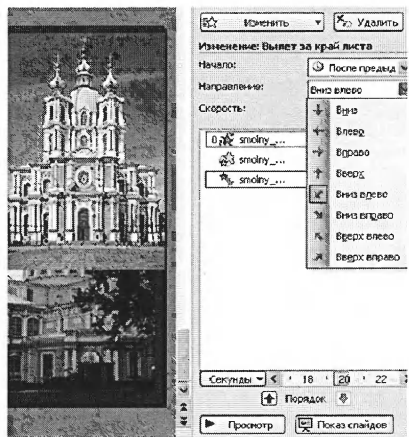 Изменить Удалить
Изменение: Вылет за край листа
Начало: После предыд
Направление: Вниз влево
Скорость:
Вниз
Влево
Вправо
Вверх
Вниз влево
Вниз вправо
Вверх влево
Вверх вправо
0 smolny_...
smolny_...
smolny_...
Секунды 18 20 22
Порядок
Просмотр Показ слайдов